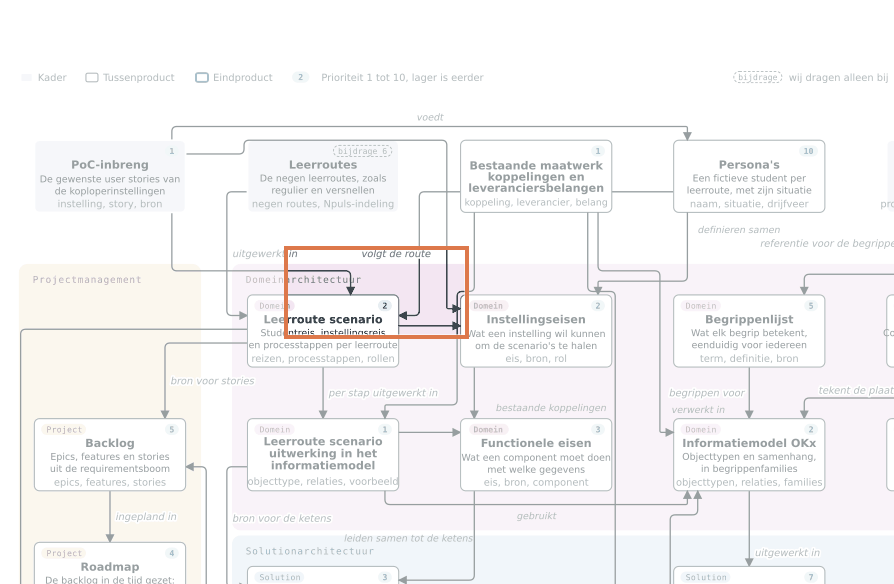 Kader
Tussenproduct
Eindproduct
2 Prioriteit 1 tot 10, lager is eerder
bijdrage wij dragen alleen bij
voedt
1
PoC-inbreng
De gewenste user stories van
de koploperinstellingen
instelling, story, bron
bijdrage 6
Leerroutes
De negen leerroutes, zoals
regulier en versnellen
negen routes, Npuls-indeling
1
Bestaande maatwerk
koppelingen en
leveranciersbelangen
koppeling, leverancier, belang
10
Persona's
Een fictieve student per
leerroute, met zijn situatie
naam, situatie, drijfveer
definiëren samen
referentie voor de begrippe
uitgewerkt in
volgt de route
Projectmanagement
Domeinarchitectuur
Domein 2
Leerroute scenario
Studentreis, instellingsreis
en processtappen per leerroute
reizen, processtappen, rollen
Domein 2
Instellingseisen
Wat een instelling wil kunnen
om de scenario's te halen
eis, bron, rol
Domein 5
Begrippenlijst
Wat elk begrip betekent,
eenduidig voor iedereen
term, definitie, bron
bron voor stories
per stap uitgewerkt in
bestaande koppelingen
begrippen voor
verwerkt in
tekent de plaat
Project 5
Backlog
Epics, features en stories
uit de requirementsboom
epics, features, stories
Domein 1
Leerroute scenario
uitwerking in het
informatiemodel
objecttype, relaties, voorbeeld
Domein 3
Functionele eisen
Wat een component moet doen
met welke gegevens
eis, bron, component
Domein 2
Informatiemodel OKx
Objecttypen en samenhang,
in begrippenfamilies
objecttypen, relaties, families
ingepland in
bron voor de ketens
gebruikt
leiden samen tot de ketens
Solutionarchitectuur
uitgewerkt in
Project 4
Roadmap
De backlog in de tijd gezet:
Solution 3
Solution 7